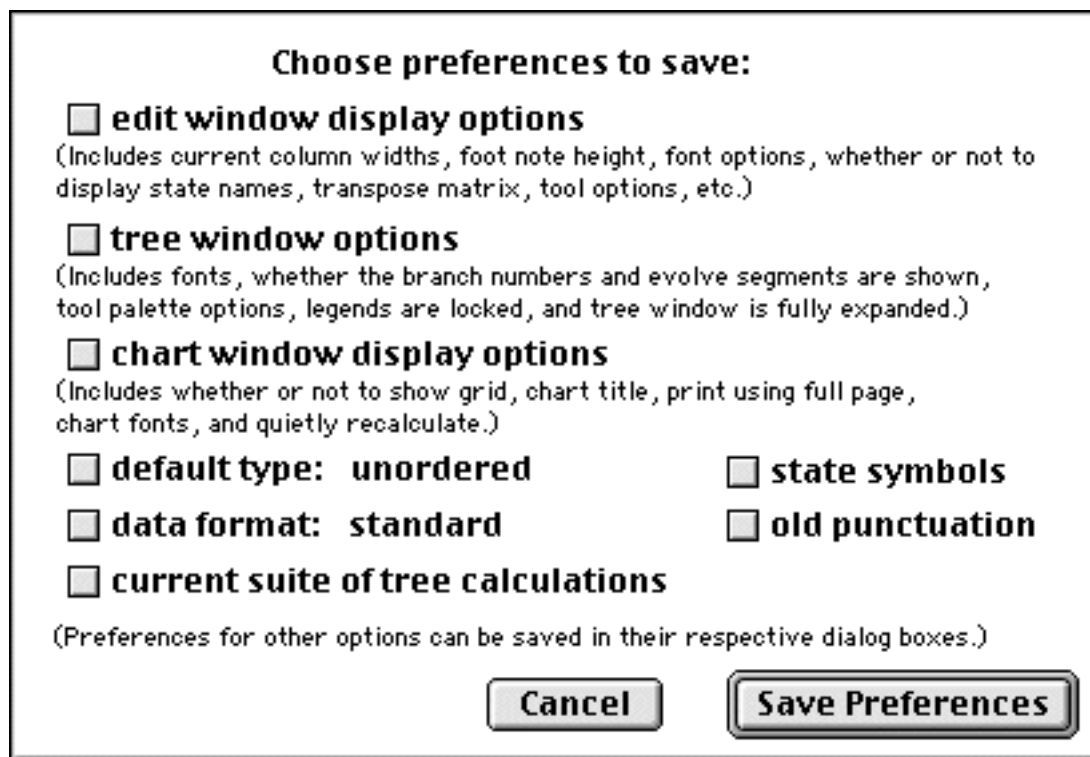 Choose preferences to save:
edit window display options
(Includes current column widths, foot note height, font options, whether or not to
display state names, transpose matrix, tool options, etc.)
tree window options
(Includes fonts, whether the branch numbers and evolve segments are shown,
tool palette options, legends are locked, and tree window is fully expanded.)
chart window display options
(Includes whether or not to show grid, chart title, print using full page,
chart fonts, and quietly recalculate.)
default type: unordered state symbols
data format: standard old punctuation
current suite of tree calculations
(Preferences for other options can be saved in their respective dialog boxes.)
Cancel Save Preferences